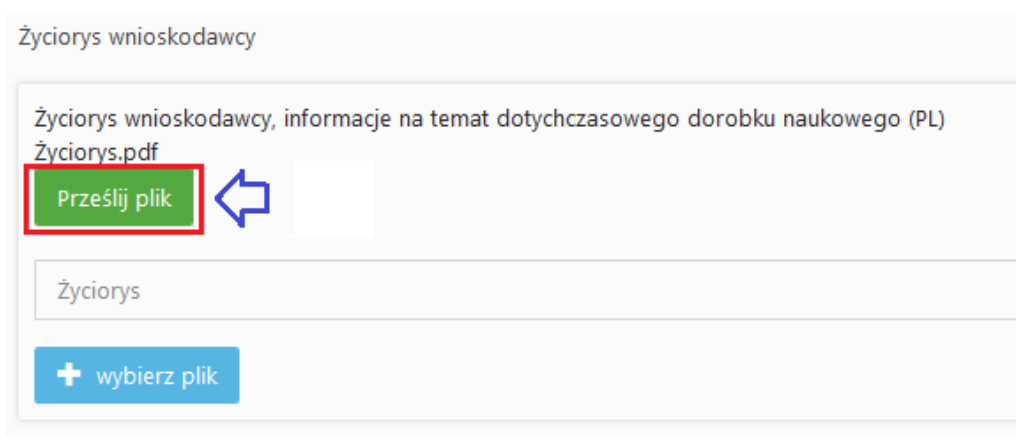 Życiorys wnioskodawcy
Życiorys wnioskodawcy, informacje na temat dotychczasowego dorobku naukowego (PL)
Życiorys.pdf
Prześlij plik
Życiorys
wybierz plik